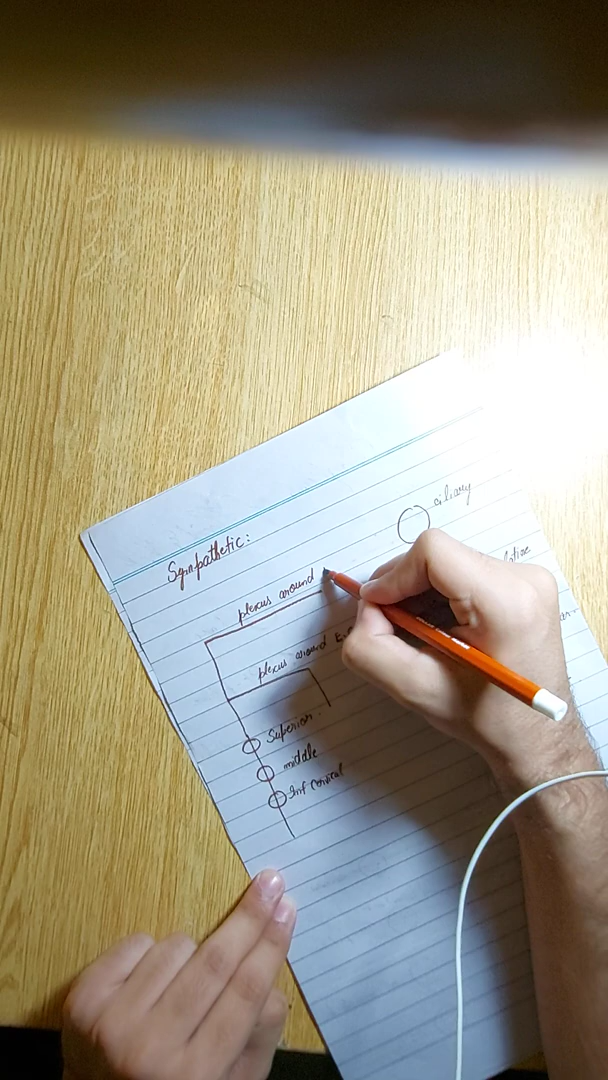 Sympathetic:
ciliary
plexus around
plexus around
Superior
middle
Inf cervical